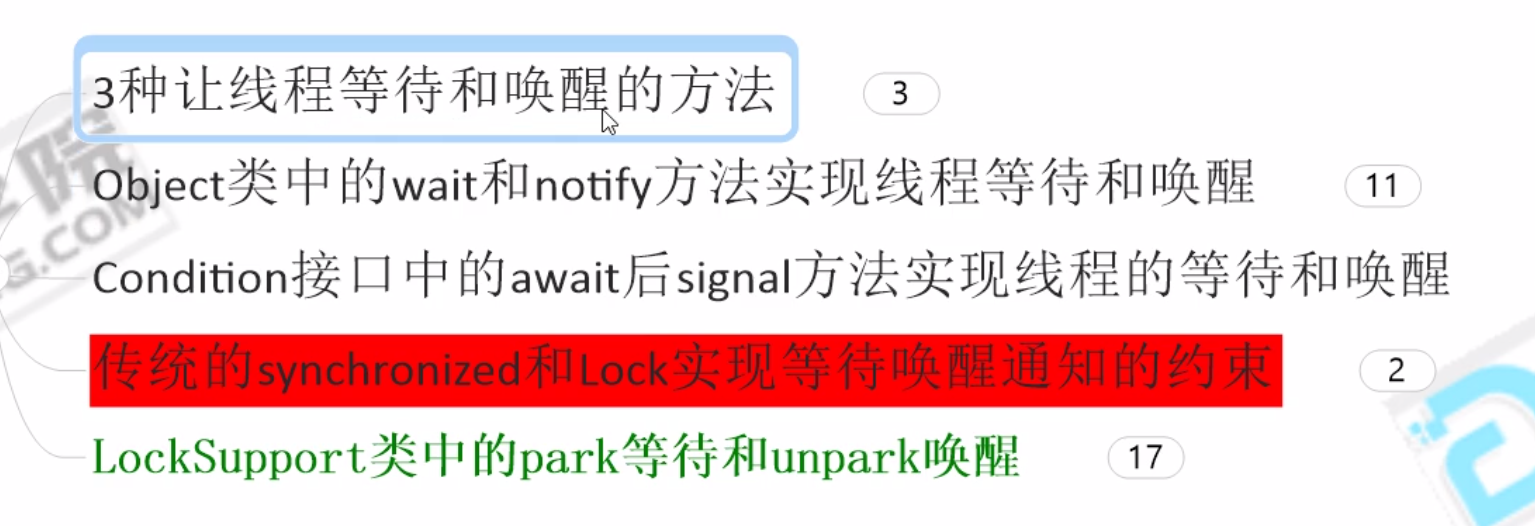 3种让线程等待和唤醒的方法 3
Object类中的wait和notify方法实现线程等待和唤醒 11
Condition接口中的await后signal方法实现线程的等待和唤醒
传统的synchronized和Lock实现等待唤醒通知的约束 2
LockSupport类中的park等待和unpark唤醒 17